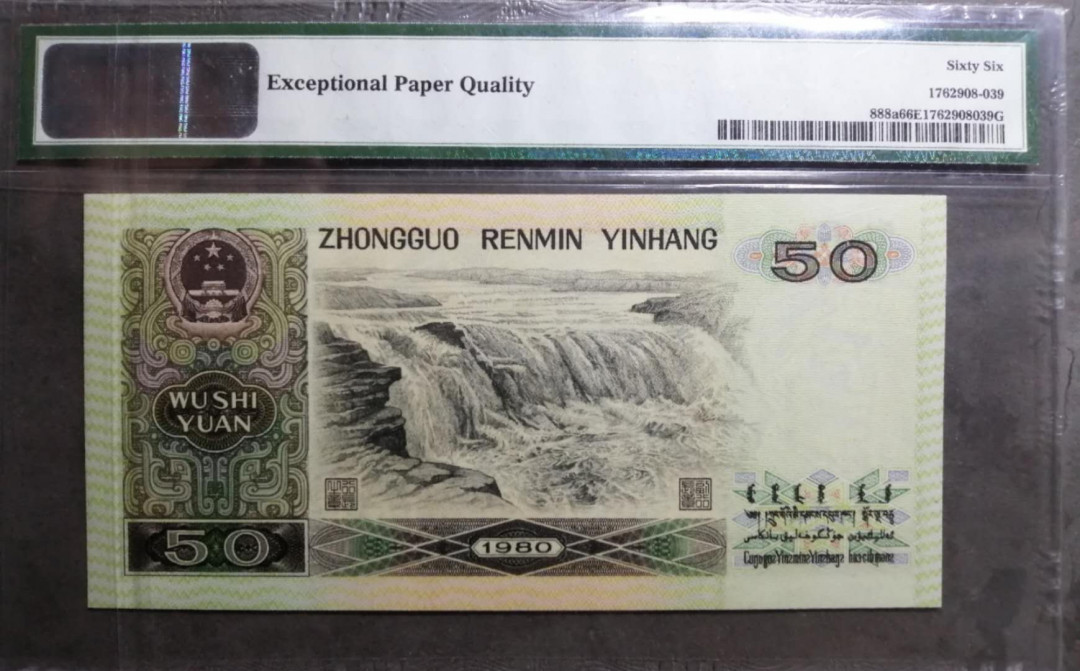 Exceptional Paper Quality
Sixty Six
1762908-039
888a66E1762908039G
ZHONGGUO RENMIN YINHANG
50
WU SHI
YUAN
50
1980